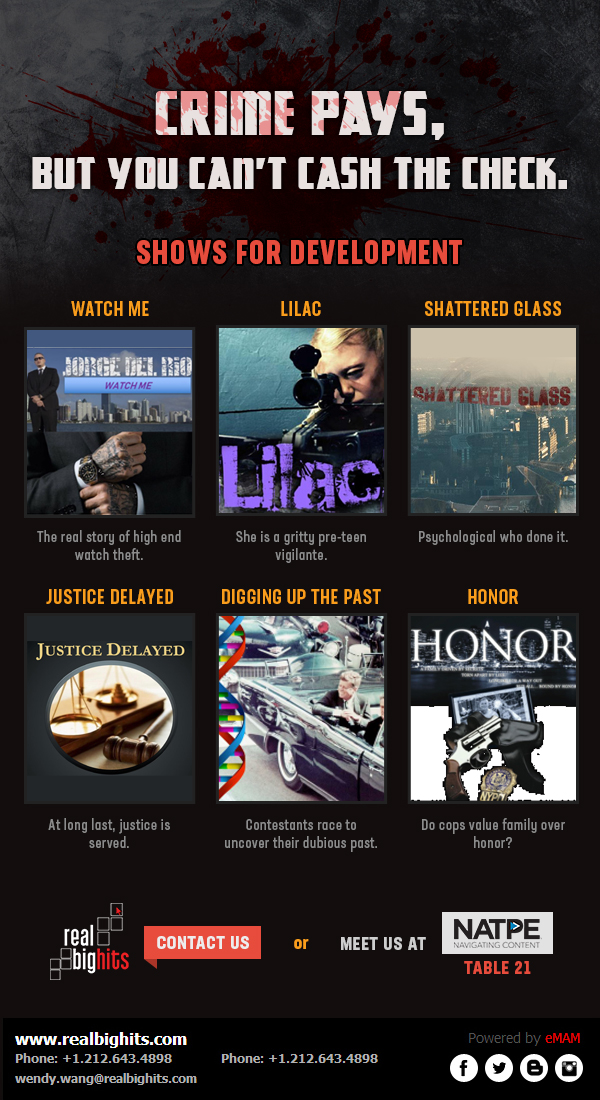 CRIME PAYS,
BUT YOU CAN'T CASH THE CHECK.
SHOWS FOR DEVELOPMENT
WATCH ME
LILAC
SHATTERED GLASS
JORGE DEL RIO
WATCH ME
Lilac
SHATTERED GLASS
The real story of high end
watch theft.
She is a gritty pre-teen
vigilante.
Psychological who done it.
JUSTICE DELAYED
DIGGING UP THE PAST
HONOR
JUSTICE DELAYED
HONOR
TORN APART BY LIES
NYPD
At long last, justice is
served.
Contestants race to
uncover their dubious past.
Do cops value family over
honor?
real
bighits
CONTACT US
or
MEET US AT
NATPE
NAVIGATING CONTENT
TABLE 21
www.realbighits.com
Phone: +1.212.643.4898
Phone: +1.212.643.4898
wendy.wang@realbighits.com
Powered by eMAM